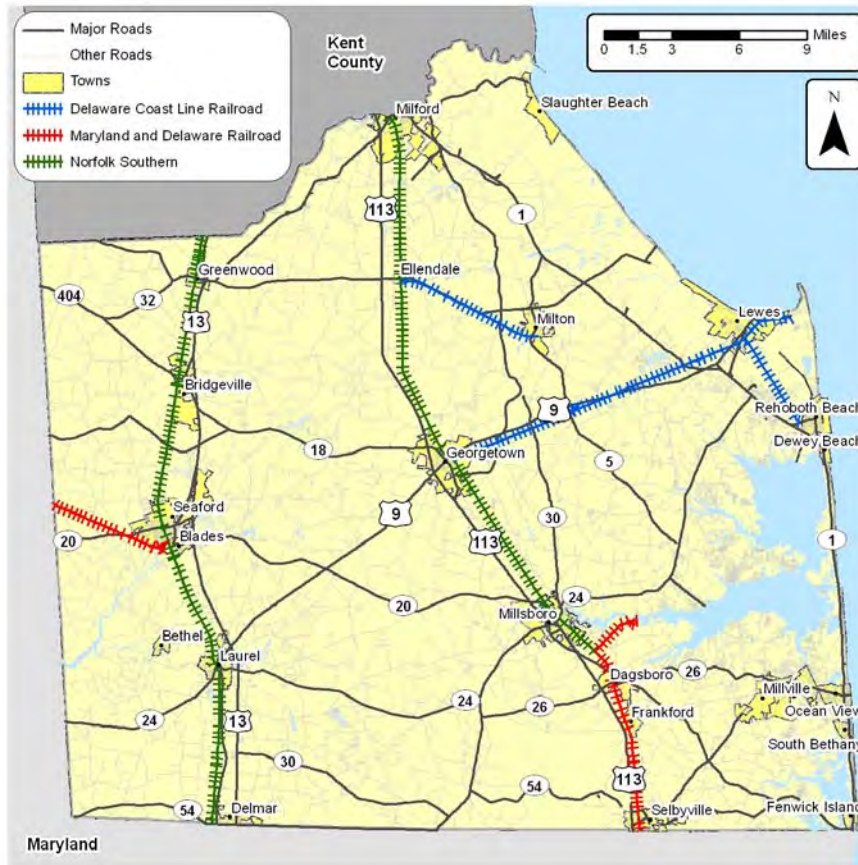 Major Roads
Other Roads
Towns
Delaware Coast Line Railroad
Maryland and Delaware Railroad
Norfolk Southern
Kent
County
Miles
0 1.5 3 6 9
N
Slaughter Beach
Milford
113
1
Greenwood
Ellendale
404
32
13
Milton
Lewes
Bridgeville
9
Rehoboth Beach
Dewey Beach
18
Georgetown
5
18
Seaford
9
30
20
Blades
113
1
24
20
Millsboro
Bethel
Laurel
Dagsboro
26
24
24
26
Millville
Ocean View
Frankford
13
South Bethany
30
113
54
54
Delmar
Selbyville
Fenwick Island
Maryland